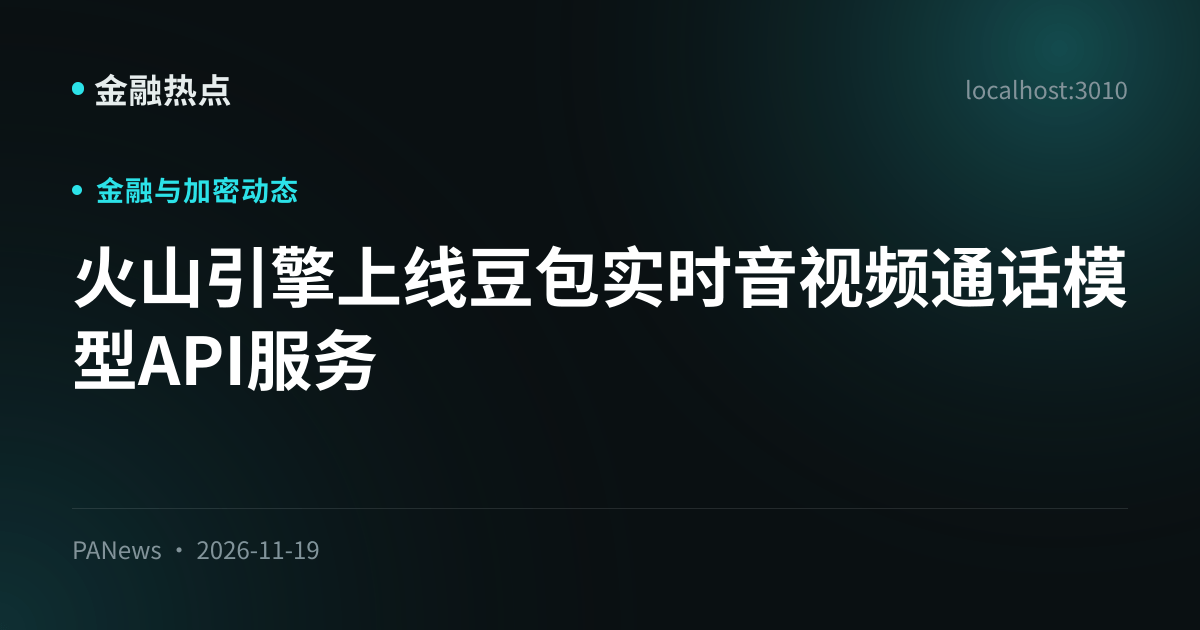 金融热点
localhost:3010
金融与加密动态
火山引擎上线豆包实时音视频通话模
型API服务
PANews • 2026-11-19